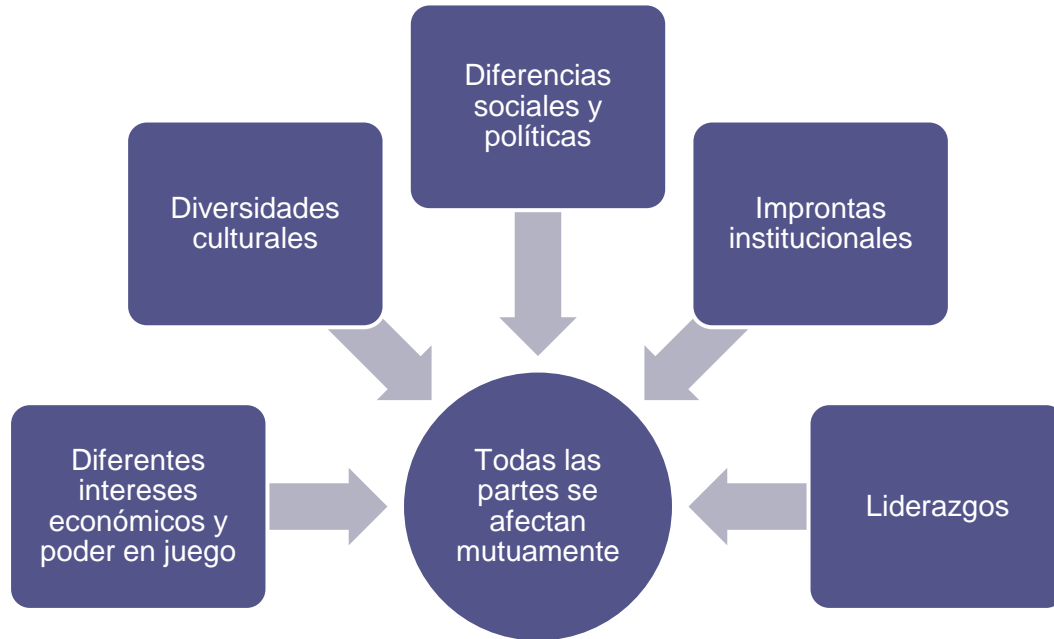 Diferencias
sociales y
políticas
Diversidades
culturales
Improntas
institucionales
Diferentes
intereses
económicos y
poder en juego
Todas las
partes se
afectan
mutuamente
Liderazgos